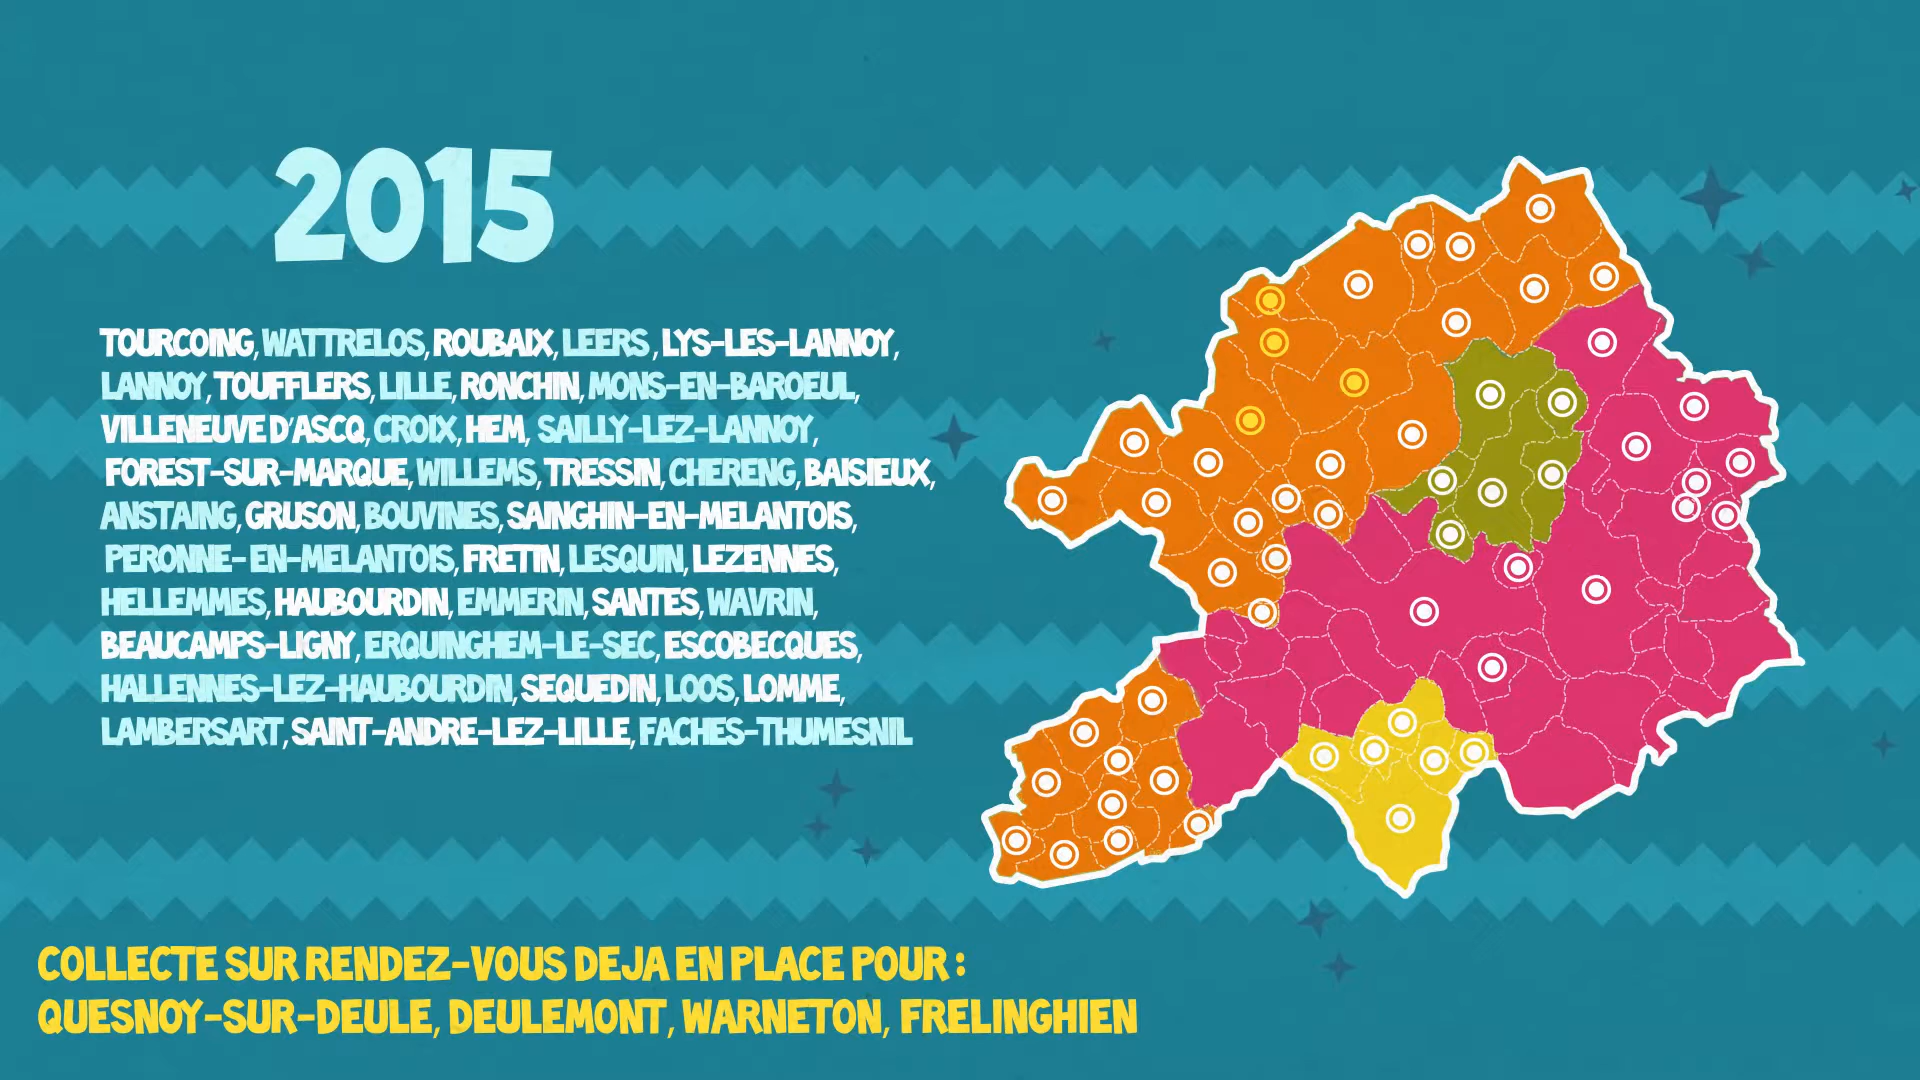 2015
TOURCOING, WATTRELOS, ROUBAIX, LEERS , LYS-LES-LANNOY,
LANNOY, TOUFFLERS, LILLE, RONCHIN, MONS-EN-BAROEUL,
VILLENEUVE D'ASCQ, CROIX, HEM, SAILLY-LEZ-LANNOY,
FOREST-SUR-MARQUE, WILLEMS, TRESSIN, CHERENG, BAISIEUX,
ANSTAING, GRUSON, BOUVINES, SAINGHIN-EN-MELANTOIS,
PERONNE- EN-MELANTOIS, FRETIN, LESQUIN, LEZENNES,
HELLEMMES, HAUBOURDIN, EMMERIN, SANTES, WAVRIN,
BEAUCAMPS-LIGNY, ERQUINGHEM-LE-SEC, ESCOBECQUES,
HALLENNES-LEZ-HAUBOURDIN, SEQUEDIN, LOOS, LOMME,
LAMBERSART, SAINT-ANDRE-LEZ-LILLE, FACHES-THUMESNIL
COLLECTE SUR RENDEZ-VOUS DEJA EN PLACE POUR :
QUESNOY-SUR-DEULE, DEULEMONT, WARNETON, FRELINGHIEN